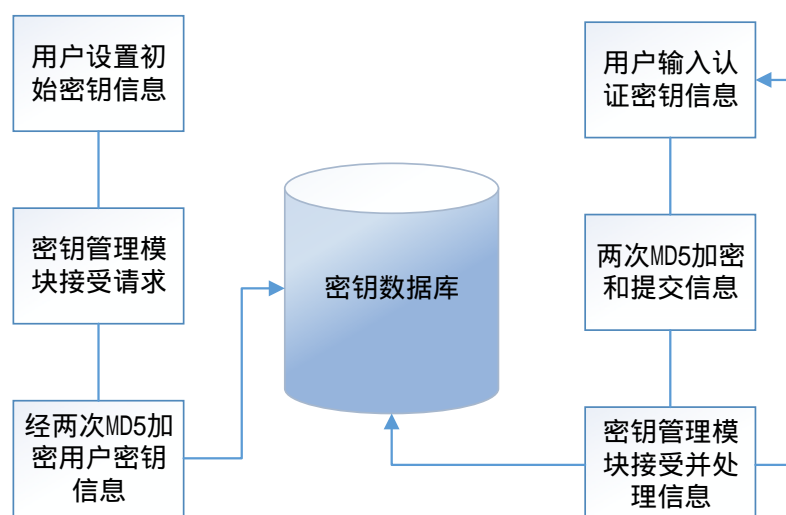 用户设置初
始密钥信息
密钥管理模
块接受请求
经两次MD5加
密用户密钥
信息
密钥数据库
用户输入认
证密钥信息
两次MD5加密
和提交信息
密钥管理模
块接受并处
理信息